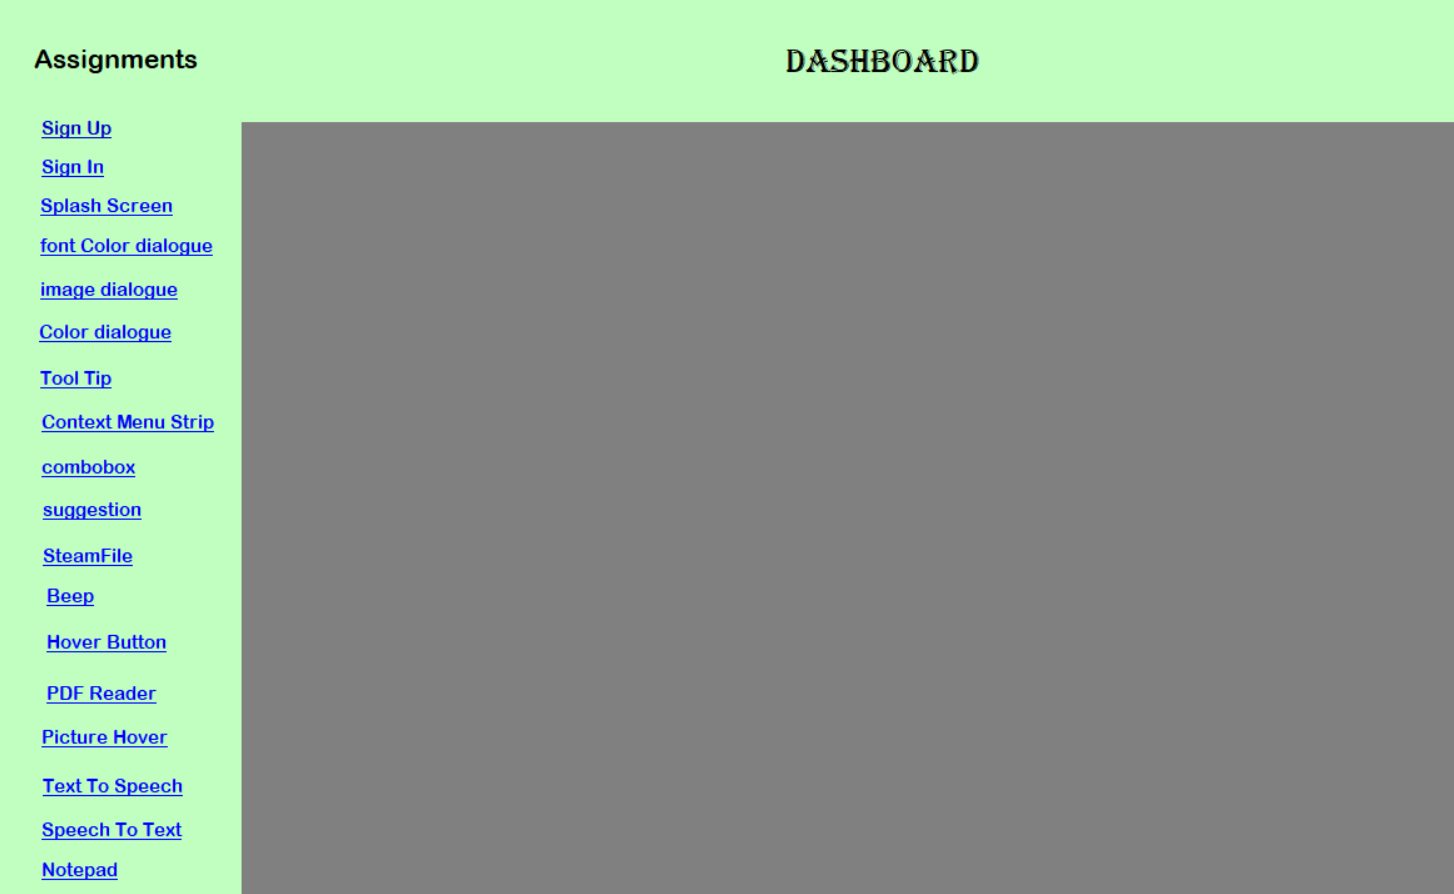 Assignments
DASHBOARD
Sign Up
Sign In
Splash Screen
font Color dialogue
image dialogue
Color dialogue
Tool Tip
Context Menu Strip
combobox
suggestion
SteamFile
Beep
Hover Button
PDF Reader
Picture Hover
Text To Speech
Speech To Text
Notepad